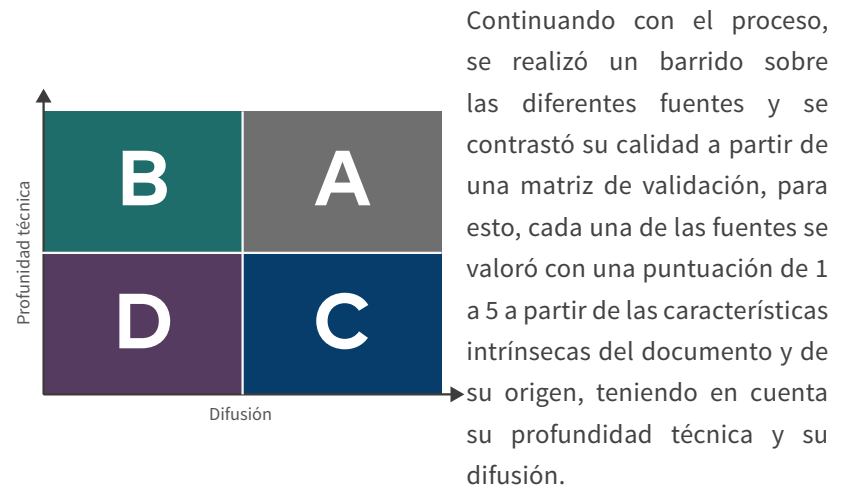 B
A
D
C
Profunidad técnica
Difusión
Continuando con el proceso,
se realizó un barrido sobre
las diferentes fuentes y se
contrastó su calidad a partir de
una matriz de validación, para
esto, cada una de las fuentes se
valoró con una puntuación de 1
a 5 a partir de las características
intrínsecas del documento y de
su origen, teniendo en cuenta
su profundidad técnica y su
difusión.